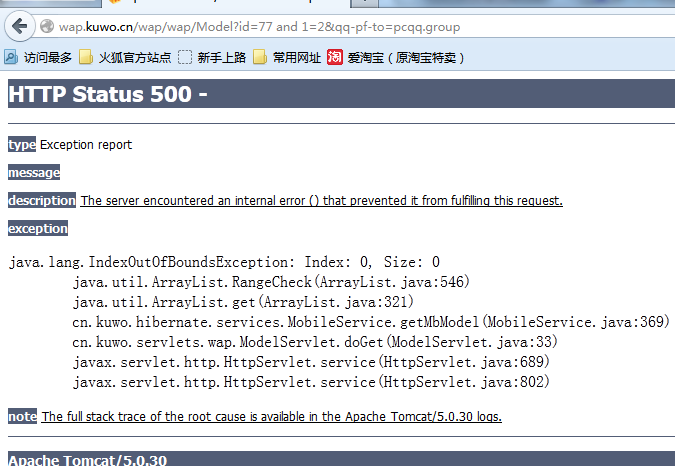 wap.kuwo.cn/wap/wap/Model?id=77 and 1=2&qq-pf-to=pcqq.group
访问最多 火狐官方站点 新手上路 常用网址 淘 爱淘宝（原淘宝特卖）
HTTP Status 500 -
type Exception report
message
description The server encountered an internal error () that prevented it from fulfilling this request.
exception
java.lang.IndexOutOfBoundsException: Index: 0, Size: 0
java.util.ArrayList.RangeCheck(ArrayList.java:546)
java.util.ArrayList.get(ArrayList.java:321)
cn.kuwo.hibernate.services.MobileService.getMbModel(MobileService.java:369)
cn.kuwo.servlets.wap.ModelServlet.doGet(ModelServlet.java:33)
javax.servlet.http.HttpServlet.service(HttpServlet.java:689)
javax.servlet.http.HttpServlet.service(HttpServlet.java:802)
note The full stack trace of the root cause is available in the Apache Tomcat/5.0.30 logs.
Apache Tomcat/5.0.30